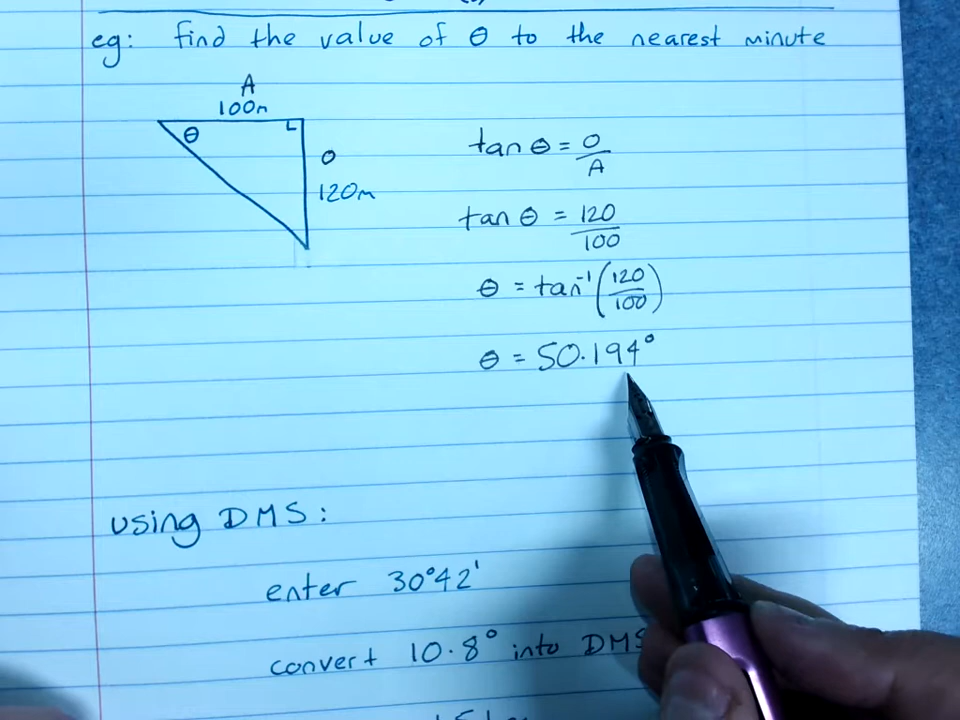 eg: find the value of θ to the nearest minute
A
100m
θ
O
120m
tan θ = O/A
tan θ = 120/100
θ = tan⁻¹(120/100)
θ = 50.194°
using DMS:
enter 30°42'
convert 10.8° into DMS